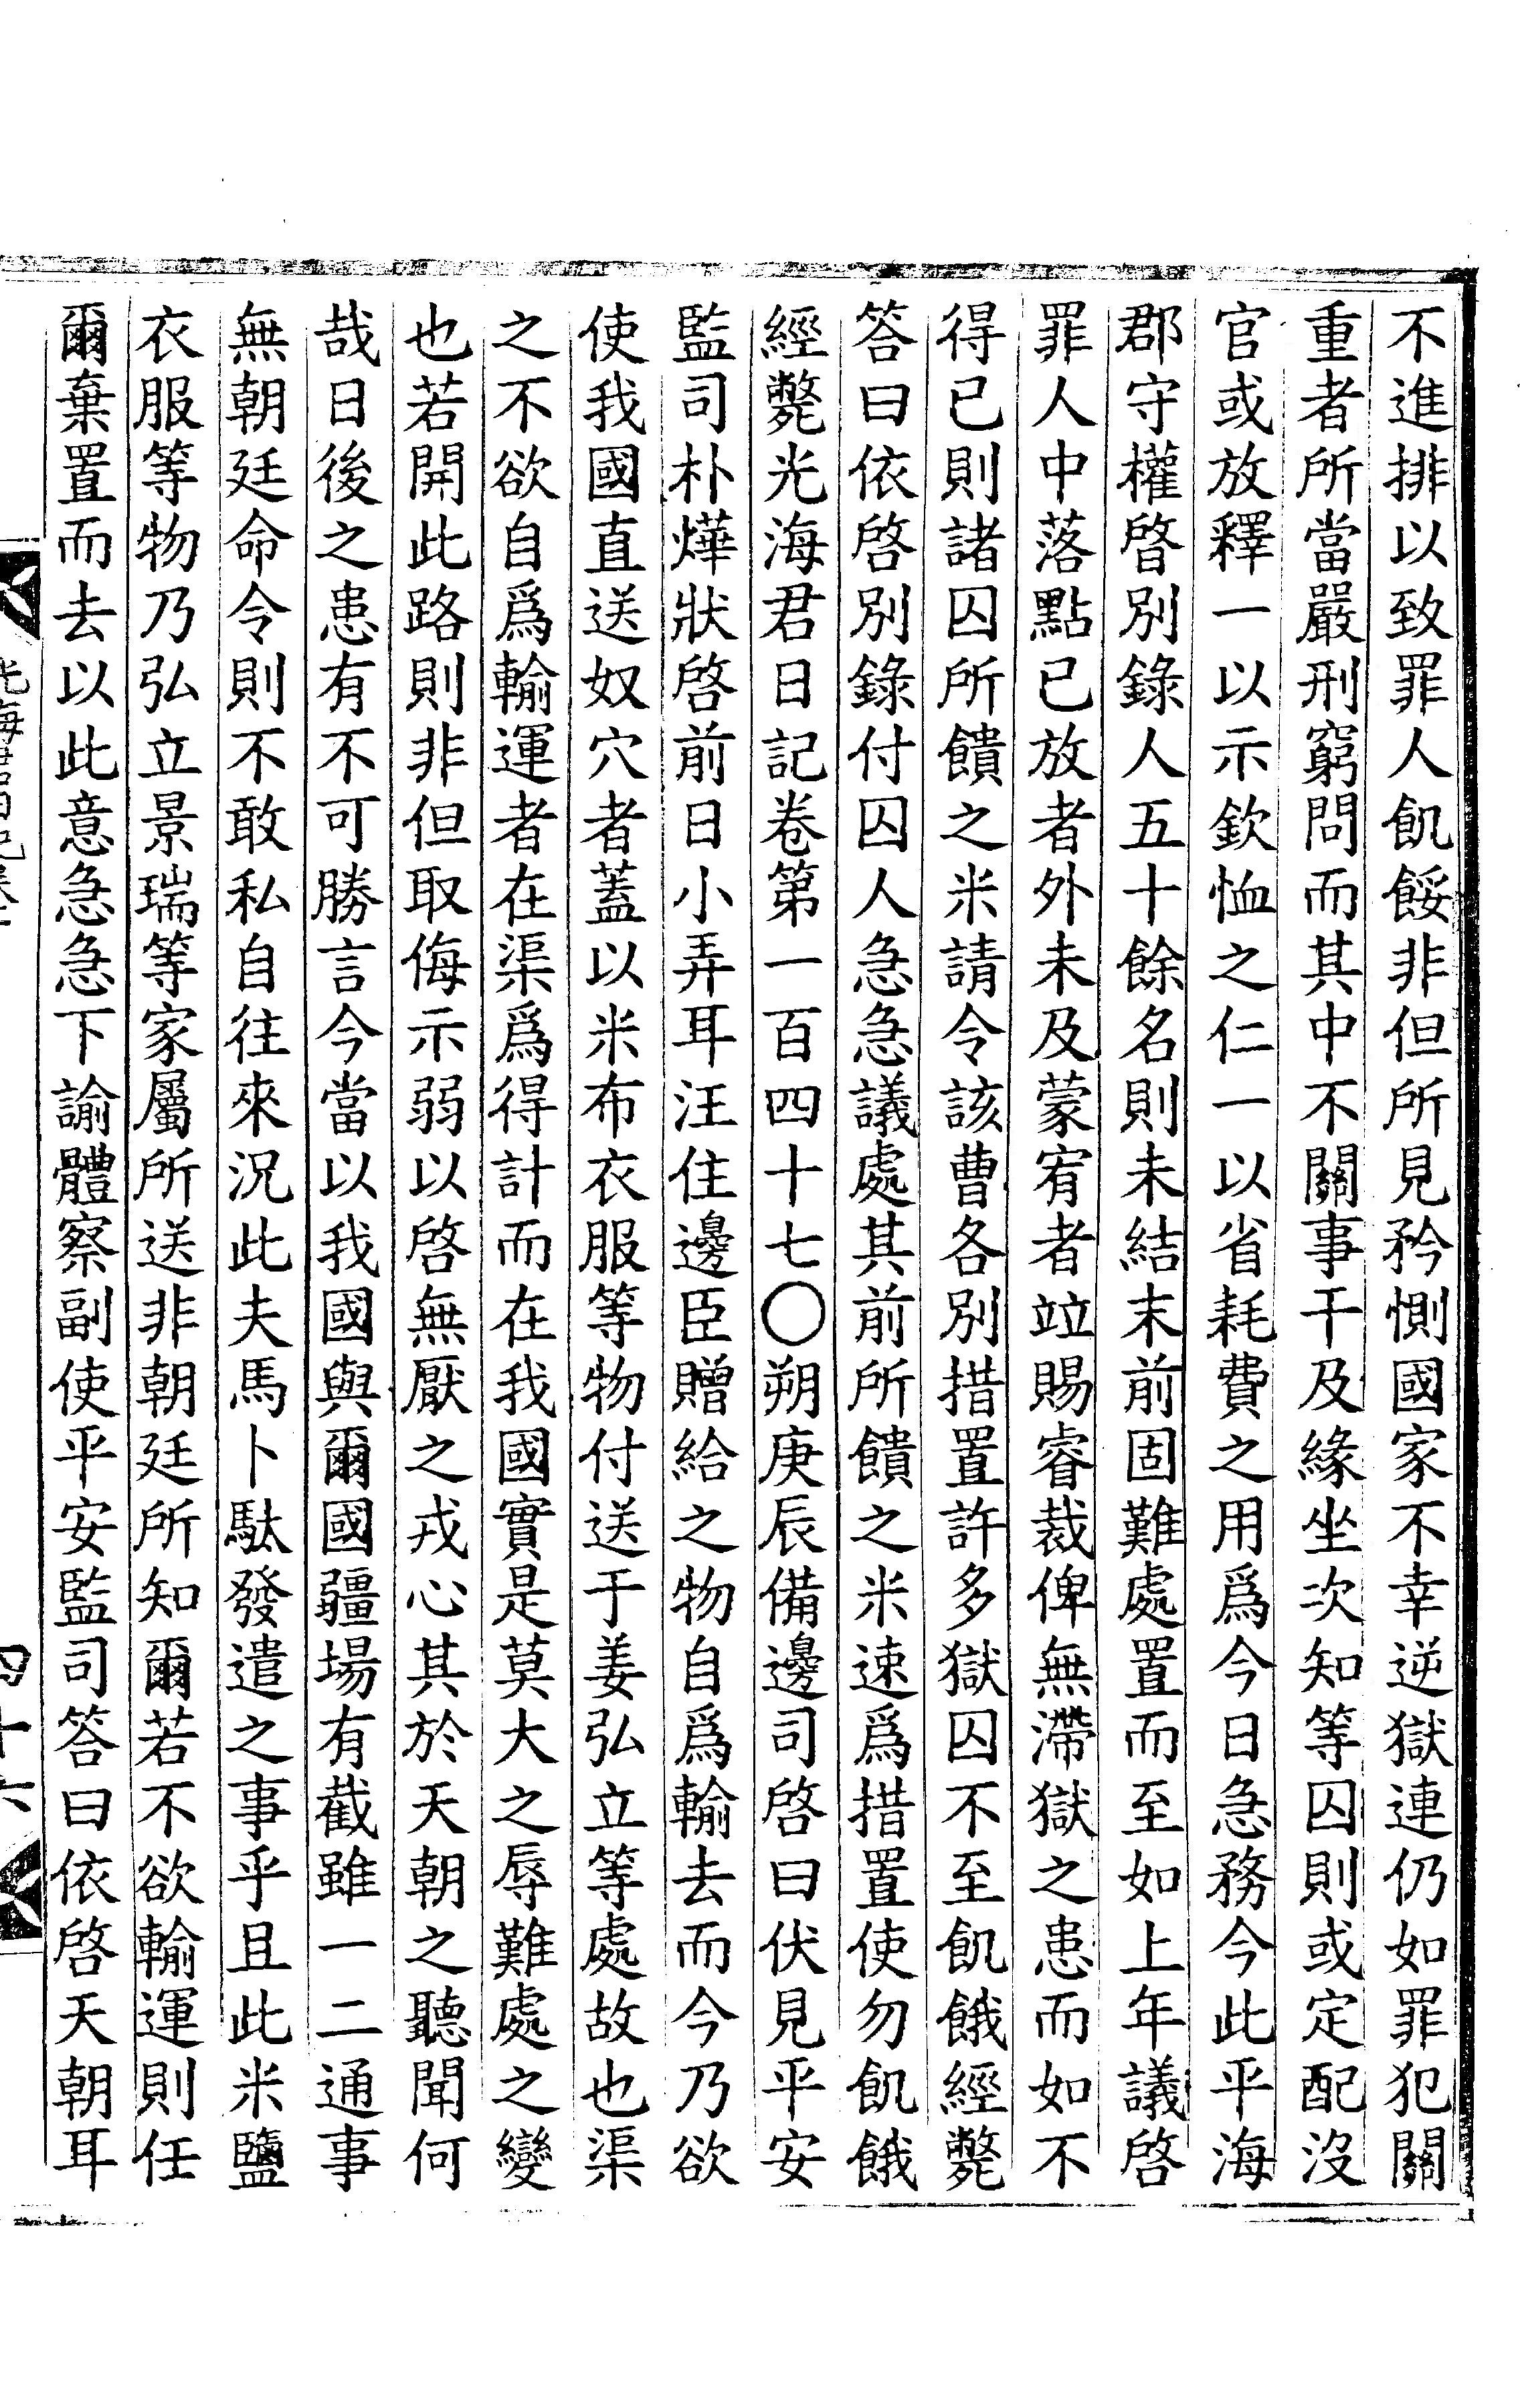 不進排以致罪人飢餒非但所見矜惻國家不幸逆獄連仍如罪犯關
重者所當嚴刑窮問而其中不關事干及緣坐次知等囚則或定配沒
官或放釋一以示欽恤之仁一以省耗費之用爲今日急務今此平海
郡守權晵別錄人五十餘名則未結末前固難處置而至如上年議啓
罪人中落點已放者外未及蒙宥者竝賜睿裁俾無滯獄之患而如不
得已則諸囚所饋之米請令該曹各別措置許多獄囚不至飢餓經斃
答曰依啓別錄付囚人急急議處其前所饋之米速爲措置使勿飢餓
經斃光海君日記卷第一百四十七○朔庚辰備邊司啓曰伏見平安
監司朴燁狀啓前日小弄耳汪住邊臣贈給之物自爲輸去而今乃欲
使我國直送奴穴者蓋以米布衣服等物付送于姜弘立等處故也渠
之不欲自爲輸運者在渠爲得計而在我國實是莫大之辱難處之變
也若開此路則非但取侮示弱以啓無厭之戎心其於天朝之聽聞何
哉日後之患有不可勝言今當以我國與爾國疆場有截雖一二通事
無朝廷命令則不敢私自往來況此夫馬卜馱發遣之事乎且此米鹽
衣服等物乃弘立景瑞等家屬所送非朝廷所知爾若不欲輸運則任
爾棄置而去以此意急急下諭體察副使平安監司答曰依啓天朝耳
光海君日記卷
四十六